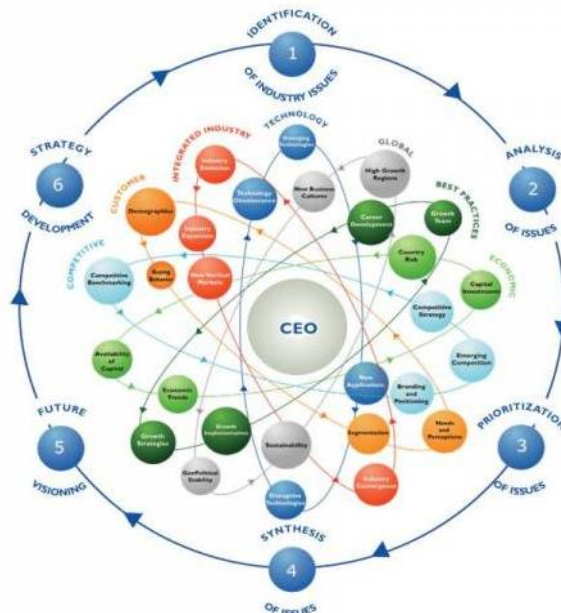 IDENTIFICATION
1
OF INDUSTRY ISSUES
ANALYSIS
2
OF ISSUES
PRIORITIZATION
3
OF ISSUES
SYNTHESIS
4
OF ISSUES
FUTURE
5
VISIONING
STRATEGY
6
DEVELOPMENT
TECHNOLOGY
Emerging Technologies
Technology
Obsolescence
New Applications
Disruptive
Technologies
INTEGRATED INDUSTRY
Industry
Evolution
Industry
Expansion
New Vertical
Markets
Industry
Convergence
GLOBAL
High Growth
Regions
New Business
Cultures
Sustainability
GeoPolitical
Stability
BEST PRACTICES
Career
Development
Growth Team
Growth
Strategies
Growth
Implementation
CUSTOMER
Demographics
Buying
Behavior
Segmentation
Needs and
Perceptions
COMPETITIVE
Competitive
Benchmarking
Competitive
Strategy
Emerging
Competition
Branding and
Positioning
ECONOMIC
Country
Risk
Capital
Investments
Availability
of Capital
Economic
Trends
CEO